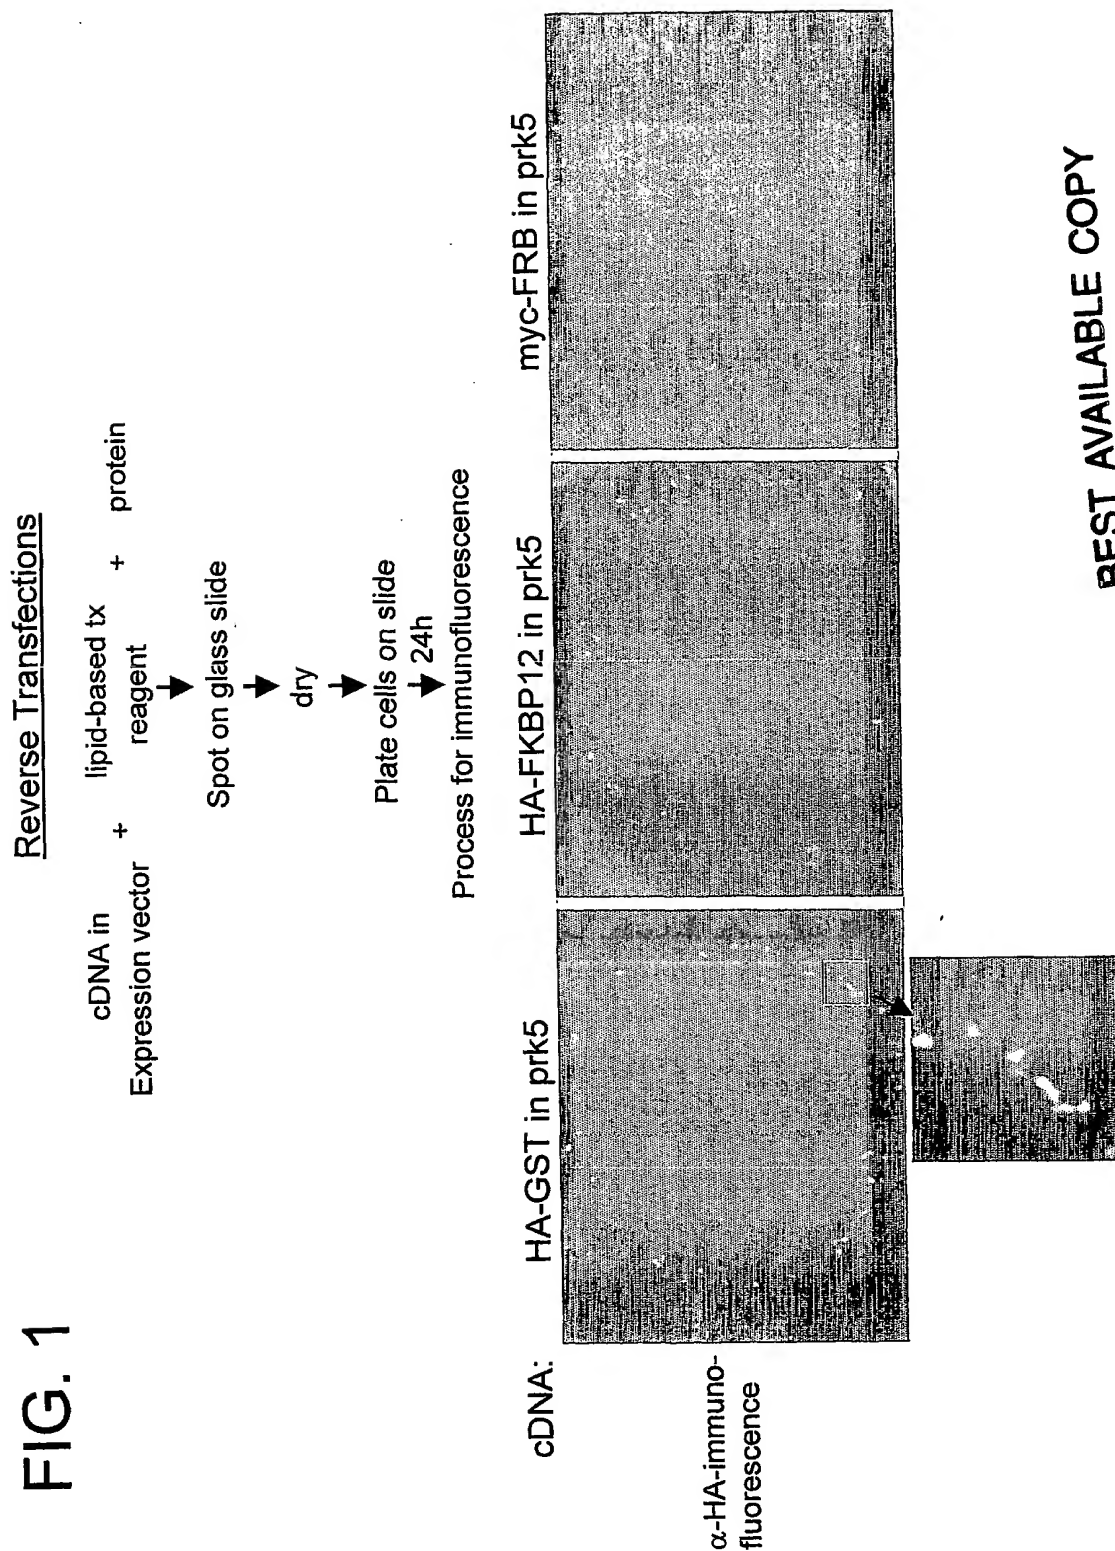 FIG. 1
Reverse Transfections
cDNA in
Expression vector + lipid-based tx
reagent + protein
Spot on glass slide
dry
Plate cells on slide
24h
Process for immunofluorescence
cDNA:
HA-GST in prk5
HA-FKBP12 in prk5
myc-FRB in prk5
α-HA-immuno-
fluorescence
BEST AVAILABLE COPY